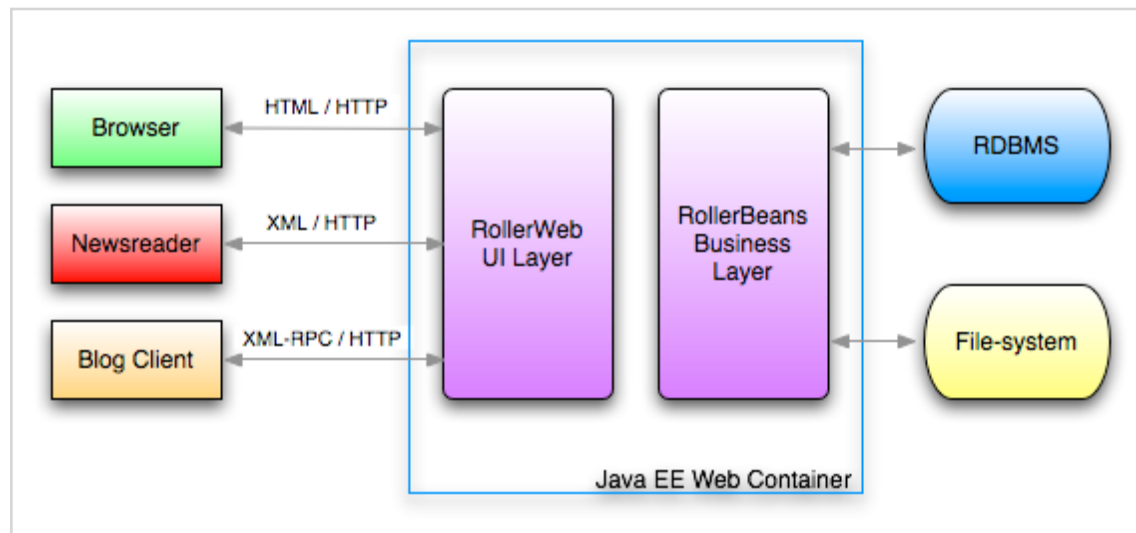 Browser
HTML / HTTP
Newsreader
XML / HTTP
Blog Client
XML-RPC / HTTP
RollerWeb
UI Layer
RollerBeans
Business
Layer
RDBMS
File-system
Java EE Web Container